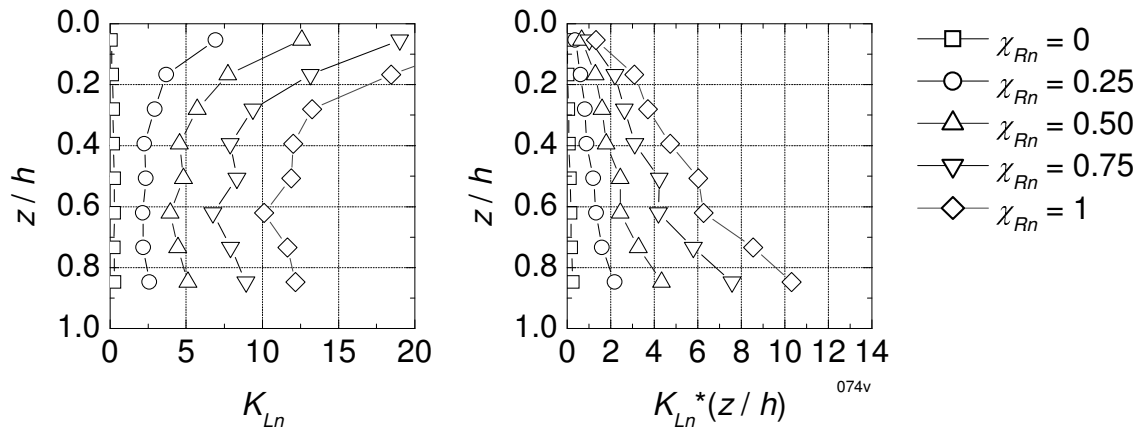 0.0
0.2
0.4
0.6
0.8
1.0
z / h
0 5 10 15 20
K_Ln
0.0
0.2
0.4
0.6
0.8
1.0
z / h
0 2 4 6 8 10 12 14
K_Ln*(z / h)
074v
χ_Rn = 0
χ_Rn = 0.25
χ_Rn = 0.50
χ_Rn = 0.75
χ_Rn = 1